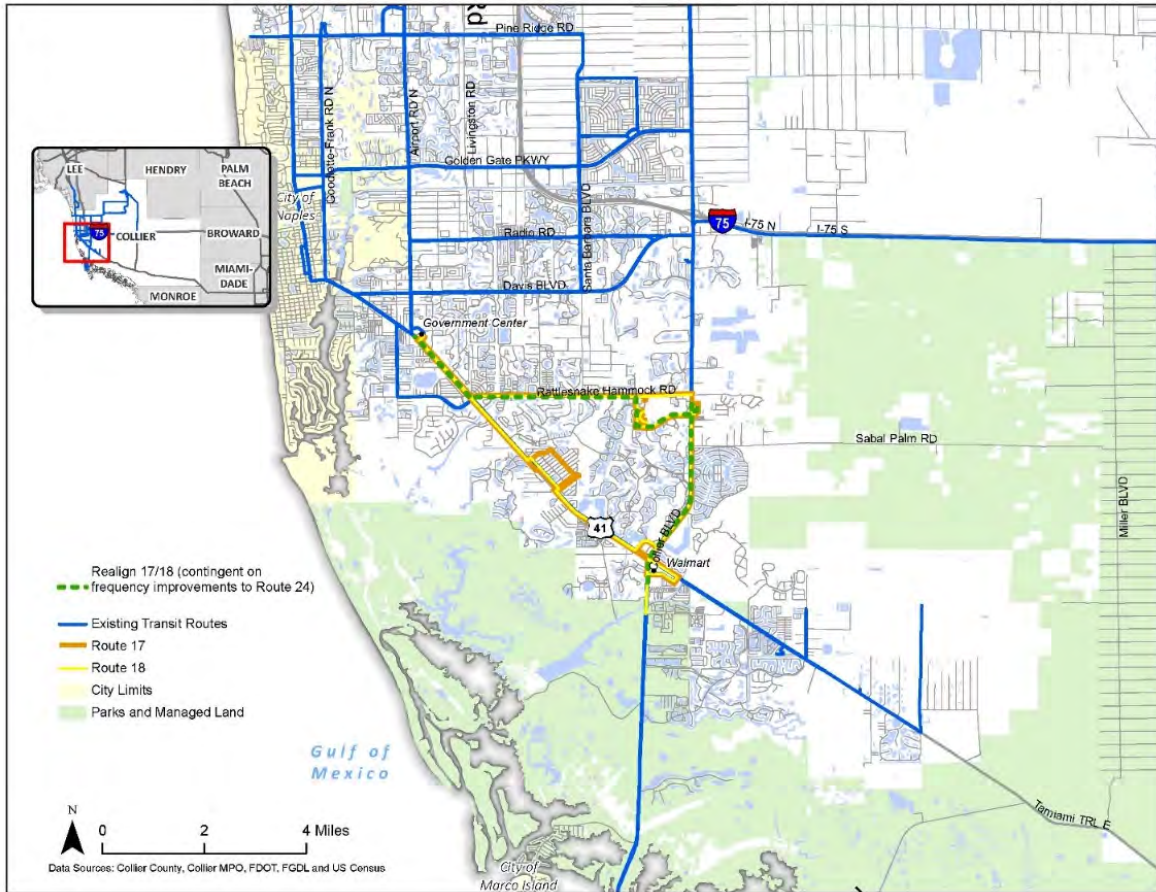 Pine Ridge RD
Goodlette-Frank RD N
Airport RD N
Livingston RD
Golden Gate PKWY
LEE
HENDRY
PALM
BEACH
75
COLLIER
BROWARD
MIAMI-
DADE
MONROE
City of
Naples
Santa Barbara BLVD
75
I-75 N
I-75 S
Radio RD
Davis BLVD
Government Center
Rattlesnake Hammock RD
Sabal Palm RD
Miller BLVD
41
Collier BLVD
Walmart
Realign 17/18 (contingent on
frequency improvements to Route 24)
Existing Transit Routes
Route 17
Route 18
City Limits
Parks and Managed Land
Gulf of
Mexico
Tamiami TRL E
N
0 2 4 Miles
City of
Marco Island
Data Sources: Collier County, Collier MPO, FDOT, FGDL and US Census